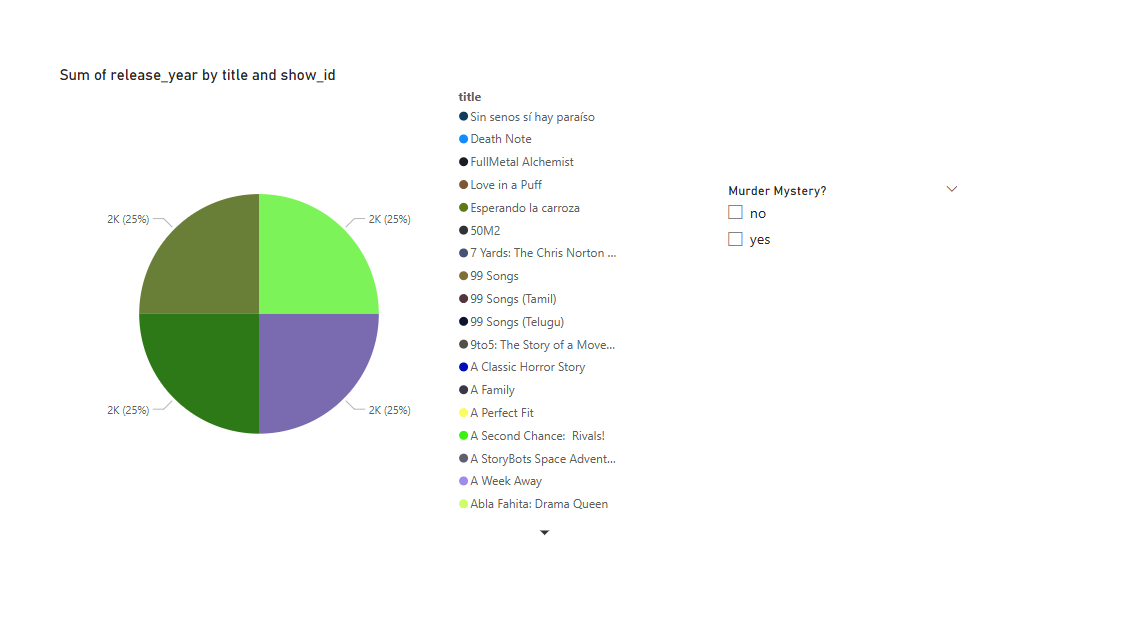 Sum of release_year by title and show_id
2K (25%)
2K (25%)
2K (25%)
2K (25%)
title
Sin senos sí hay paraíso
Death Note
FullMetal Alchemist
Love in a Puff
Esperando la carroza
50M2
7 Yards: The Chris Norton ...
99 Songs
99 Songs (Tamil)
99 Songs (Telugu)
9to5: The Story of a Move...
A Classic Horror Story
A Family
A Perfect Fit
A Second Chance:  Rivals!
A StoryBots Space Advent...
A Week Away
Abla Fahita: Drama Queen
Murder Mystery?
no
yes